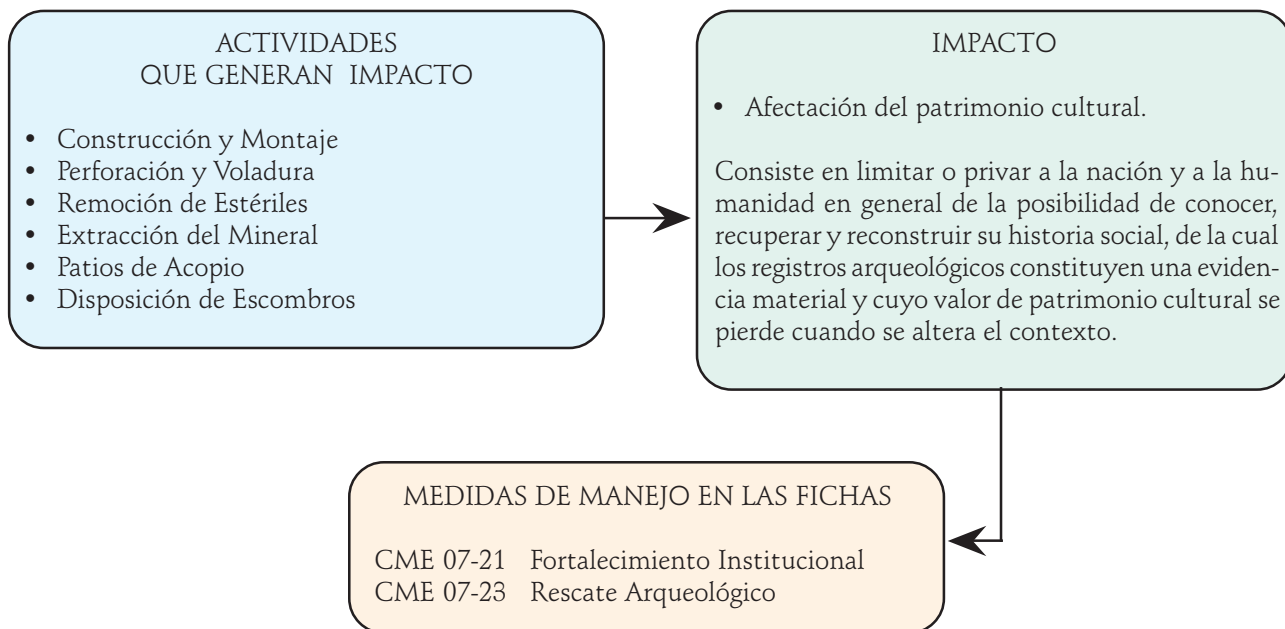 ACTIVIDADES
QUE GENERAN IMPACTO
• Construcción y Montaje
• Perforación y Voladura
• Remoción de Estériles
• Extracción del Mineral
• Patios de Acopio
• Disposición de Escombros
IMPACTO
• Afectación del patrimonio cultural.
Consiste en limitar o privar a la nación y a la hu-
manidad en general de la posibilidad de conocer,
recuperar y reconstruir su historia social, de la cual
los registros arqueológicos constituyen una eviden-
cia material y cuyo valor de patrimonio cultural se
pierde cuando se altera el contexto.
MEDIDAS DE MANEJO EN LAS FICHAS
CME 07-21 Fortalecimiento Institucional
CME 07-23 Rescate Arqueológico